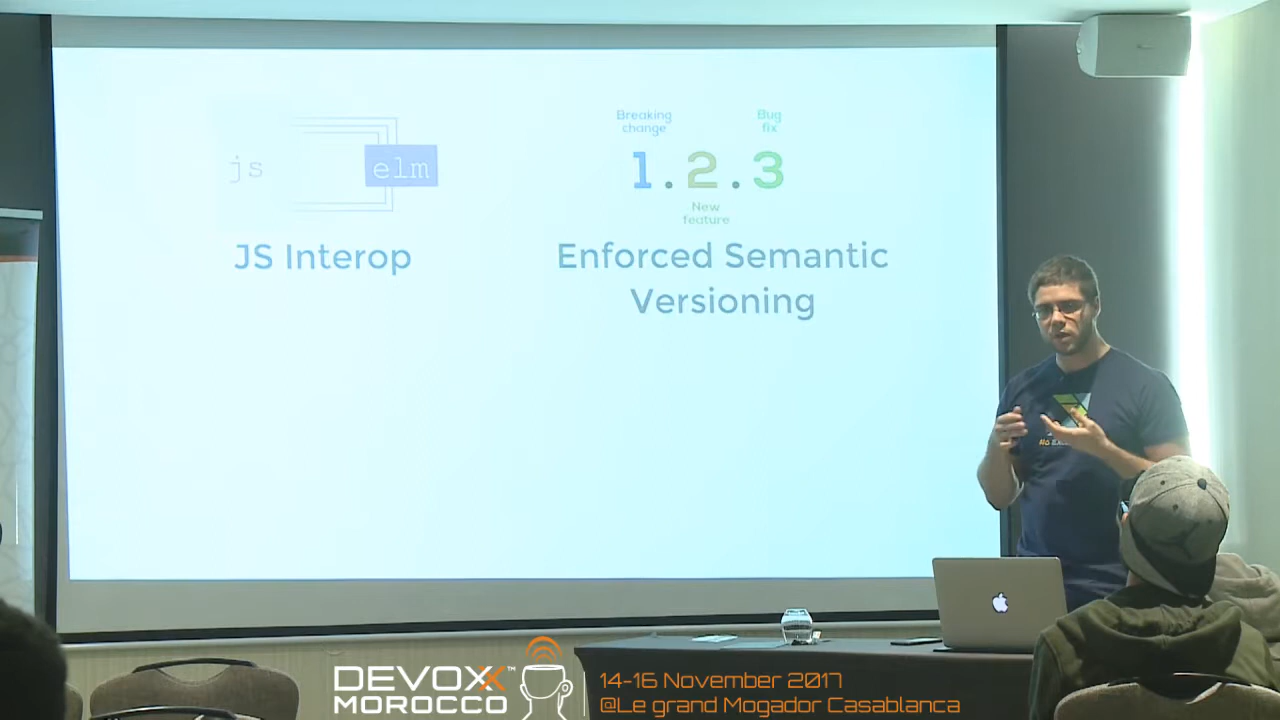 js
elm
JS Interop
Breaking
change
Bug
fix
1.2.3
New
feature
Enforced Semantic
Versioning
DEVOXX™
MOROCCO
14-16 November 2017
@Le grand Mogador Casablanca